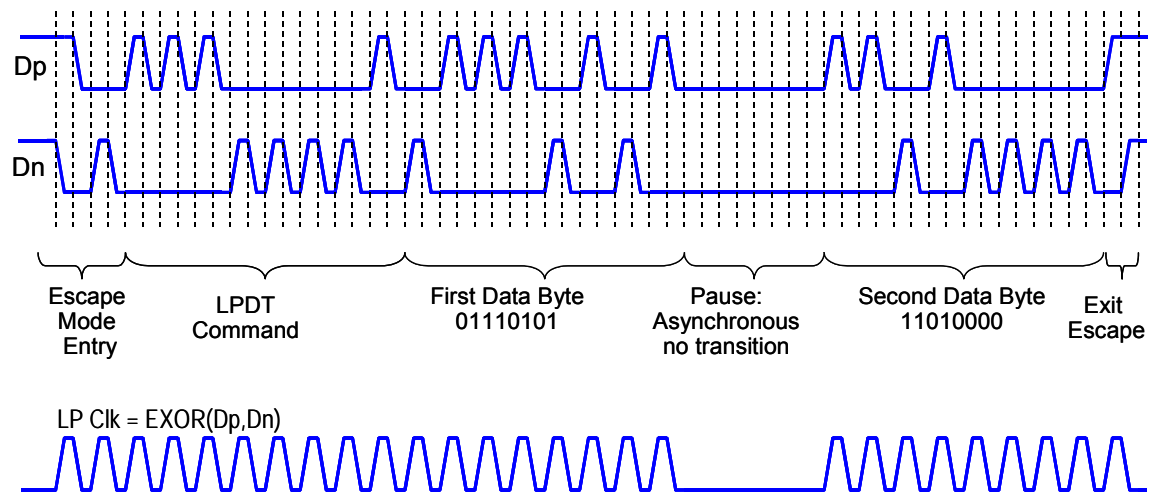 Dp
Dn
Escape
Mode
Entry
LPDT
Command
First Data Byte
01110101
Pause:
Asynchronous
no transition
Second Data Byte
11010000
Exit
Escape
LP Clk = EXOR(Dp,Dn)